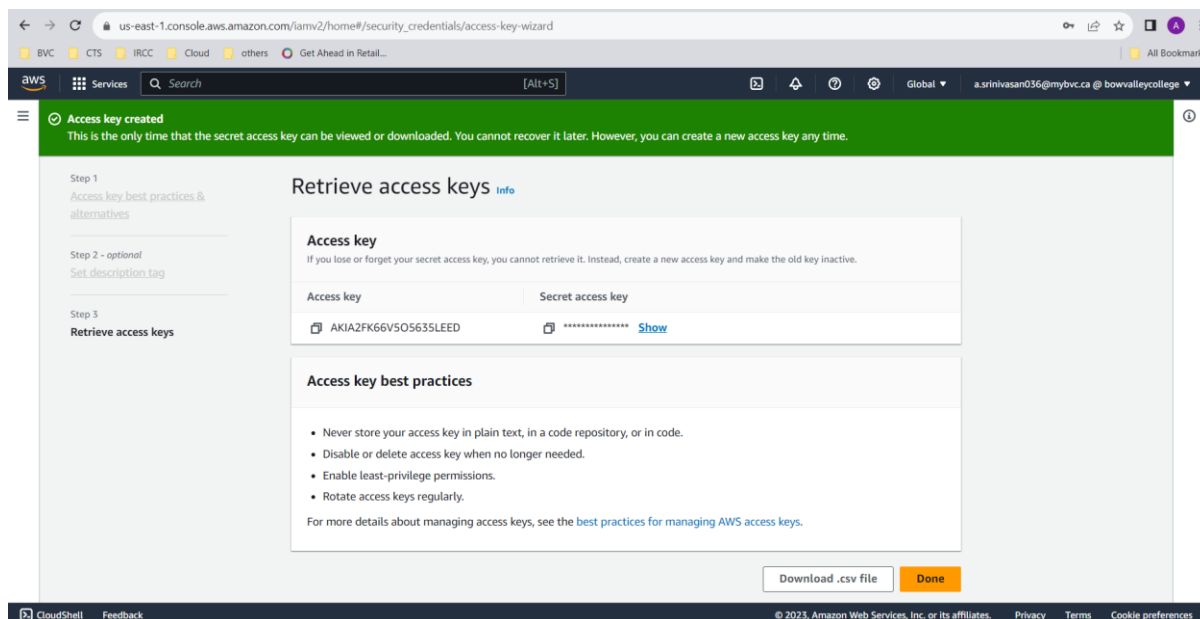 us-east-1.console.aws.amazon.com/iamv2/home#/security_credentials/access-key-wizard
A
BVC CTS IRCC Cloud others Get Ahead in Retail... All Bookmar
aws Services Search [Alt+S] Global ▼ a.srinivasan036@mybvc.ca @ bowvalleycollege ▼
Access key created
This is the only time that the secret access key can be viewed or downloaded. You cannot recover it later. However, you can create a new access key any time.
Step 1
Access key best practices &
alternatives
Step 2 - optional
Set description tag
Step 3
Retrieve access keys
Retrieve access keys Info
Access key
If you lose or forget your secret access key, you cannot retrieve it. Instead, create a new access key and make the old key inactive.
Access key Secret access key
AKIA2FK66V5O5635LEED *************** Show
Access key best practices
• Never store your access key in plain text, in a code repository, or in code.
• Disable or delete access key when no longer needed.
• Enable least-privilege permissions.
• Rotate access keys regularly.
For more details about managing access keys, see the best practices for managing AWS access keys.
Download .csv file Done
CloudShell Feedback © 2023, Amazon Web Services, Inc. or its affiliates. Privacy Terms Cookie preferences